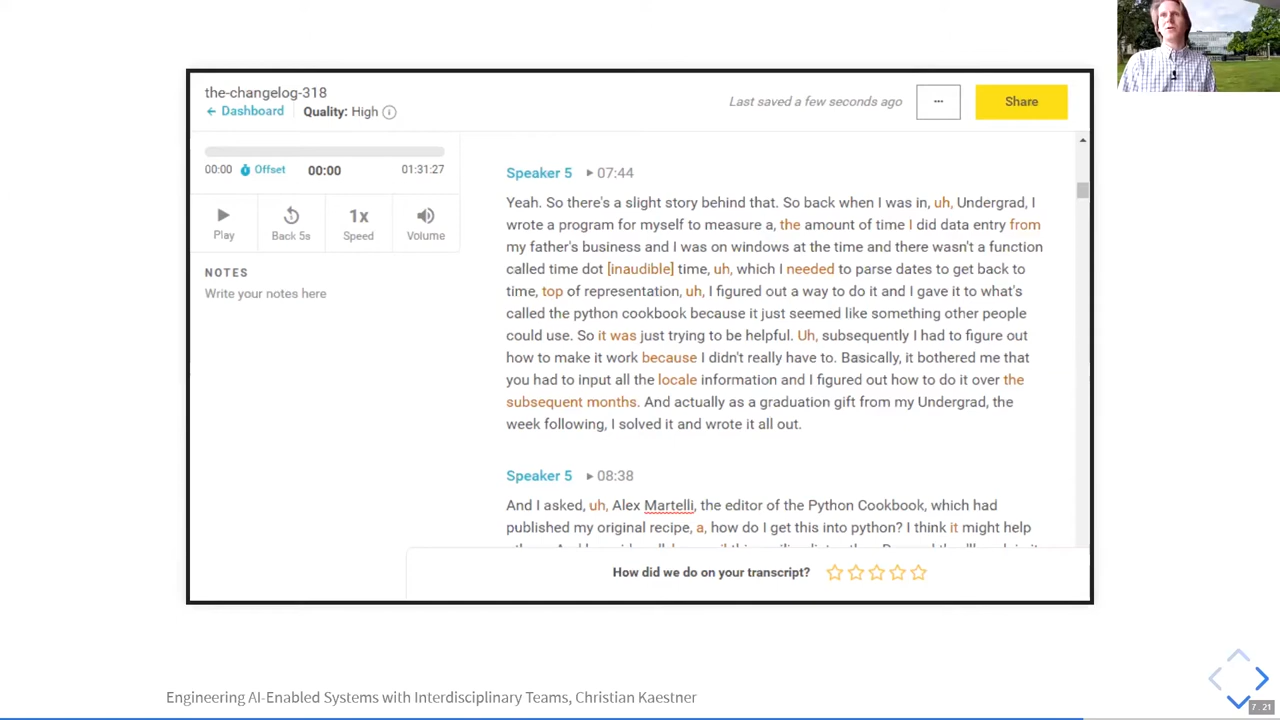 the-changelog-318
← Dashboard
Quality: High
Last saved a few seconds ago
...
Share
00:00
Offset
00:00
01:31:27
Play
Back 5s
1x
Speed
Volume
NOTES
Write your notes here
Speaker 5 07:44
Yeah. So there's a slight story behind that. So back when I was in, uh, Undergrad, I
wrote a program for myself to measure a, the amount of time I did data entry from
my father's business and I was on windows at the time and there wasn't a function
called time dot [inaudible] time, uh, which I needed to parse dates to get back to
time, top of representation, uh, I figured out a way to do it and I gave it to what's
called the python cookbook because it just seemed like something other people
could use. So it was just trying to be helpful. Uh, subsequently I had to figure out
how to make it work because I didn't really have to. Basically, it bothered me that
you had to input all the locale information and I figured out how to do it over the
subsequent months. And actually as a graduation gift from my Undergrad, the
week following, I solved it and wrote it all out.
Speaker 5 08:38
And I asked, uh, Alex Martelli, the editor of the Python Cookbook, which had
published my original recipe, a, how do I get this into python? I think it might help
How did we do on your transcript?
Engineering AI-Enabled Systems with Interdisciplinary Teams, Christian Kaestner
7 . 21